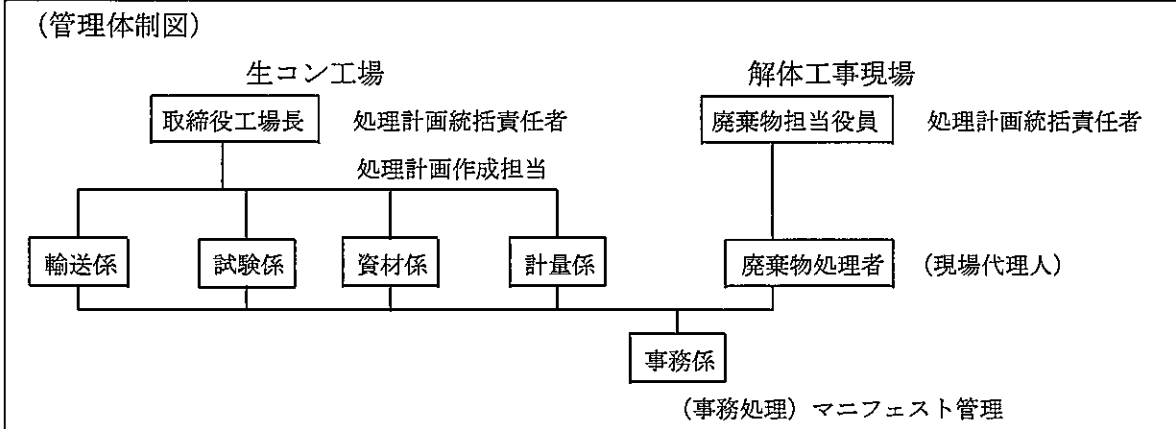 (管理体制図)
生コン工場 解体工事現場
取締役工場長 処理計画統括責任者 廃棄物担当役員 処理計画統括責任者
処理計画作成担当
輸送係 試験係 資材係 計量係 廃棄物処理者 (現場代理人)
事務係
(事務処理) マニフェスト管理